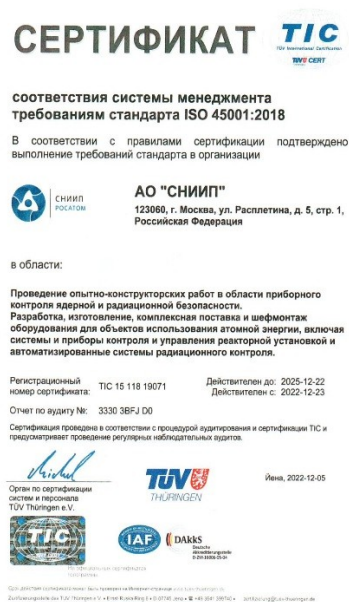 СЕРТИФИКАТ
TIC
TÜV International Certification
TÜV CERT
соответствия системы менеджмента
требованиям стандарта ISO 45001:2018
В соответствии с правилами сертификации подтверждено
выполнение требований стандарта в организации
СНИИП
РОСАТОМ
АО "СНИИП"
123060, г. Москва, ул. Расплетина, д. 5, стр. 1,
Российская Федерация
в области:
Проведение опытно-конструкторских работ в области приборного
контроля ядерной и радиационной безопасности.
Разработка, изготовление, комплексная поставка и шефмонтаж
оборудования для объектов использования атомной энергии, включая
системы и приборы контроля и управления реакторной установкой и
автоматизированные системы радиационного контроля.
Регистрационный
номер сертификата: TIC 15 118 19071
Действителен до: 2025-12-22
Действителен с: 2022-12-23
Отчет по аудиту №: 3330 3BFJ D0
Сертификация проведена в соответствии с процедурой аудитирования и сертификации TIC и
предусматривает проведение регулярных наблюдательных аудитов.
Орган по сертификации
систем и персонала
TÜV Thüringen e.V.
TÜV
THÜRINGEN
Йена, 2022-12-05
TIC
IAF
DAkkS
Deutsche
Akkreditierungsstelle